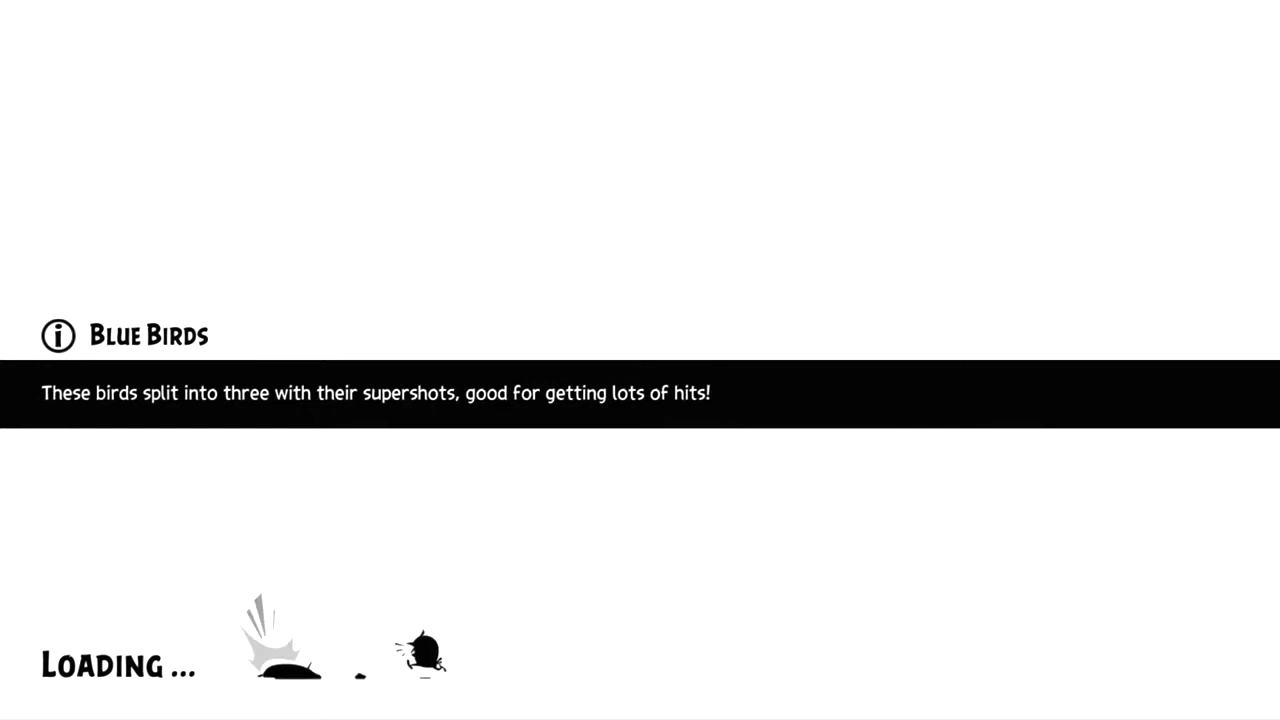 Blue Birds
These birds split into three with their supershots, good for getting lots of hits!
Loading ...